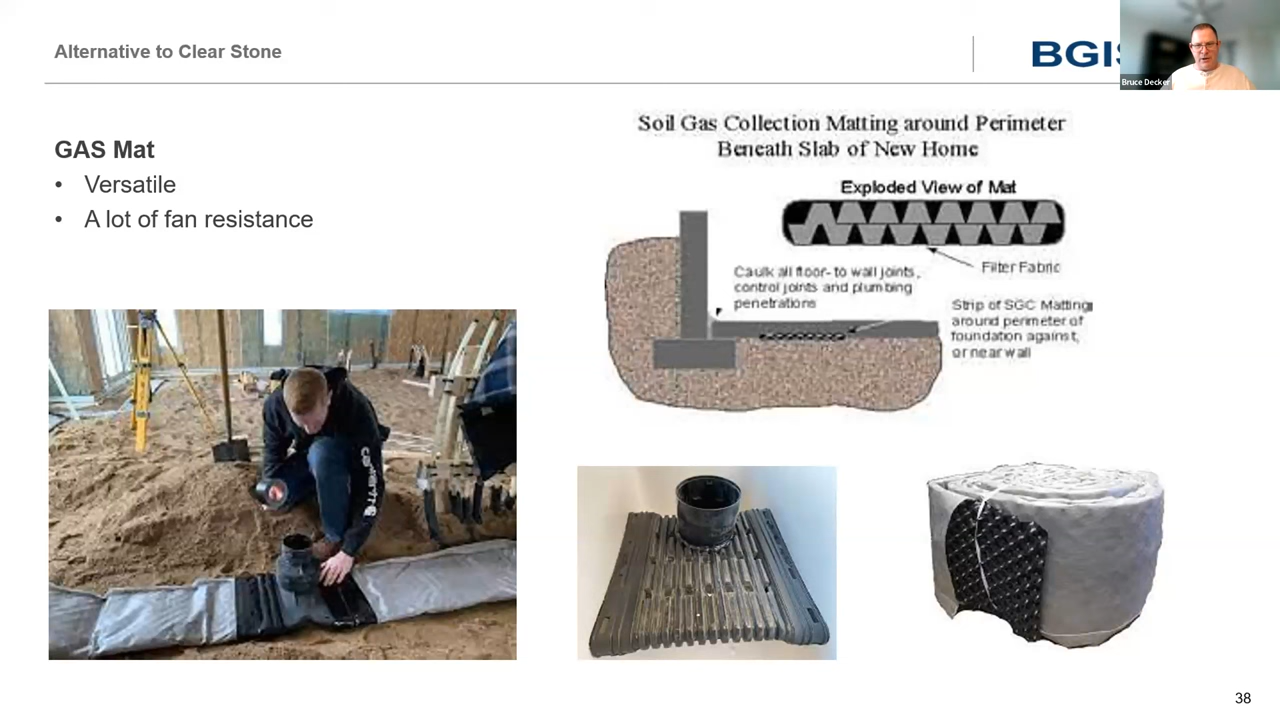 Alternative to Clear Stone
BGIS
Bruce Decker
GAS Mat
• Versatile
• A lot of fan resistance
Soil Gas Collection Matting around Perimeter
Beneath Slab of New Home
Exploded View of Mat
Filter Fabric
Caulk all floor- to wall joints,
control joints and plumbing
penetrations
Strip of SGC Matting
around perimeter of
foundation against,
or near wall
38